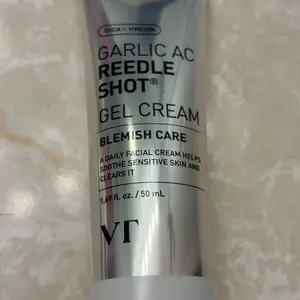 CICA × HYALON
GARLIC AC
REEDLE
SHOT®
GEL CREAM
BLEMISH CARE
A DAILY FACIAL CREAM HELPS
SOOTHE SENSITIVE SKIN AND
CLEARS IT
1.69 fl. oz. / 50 mL
VT